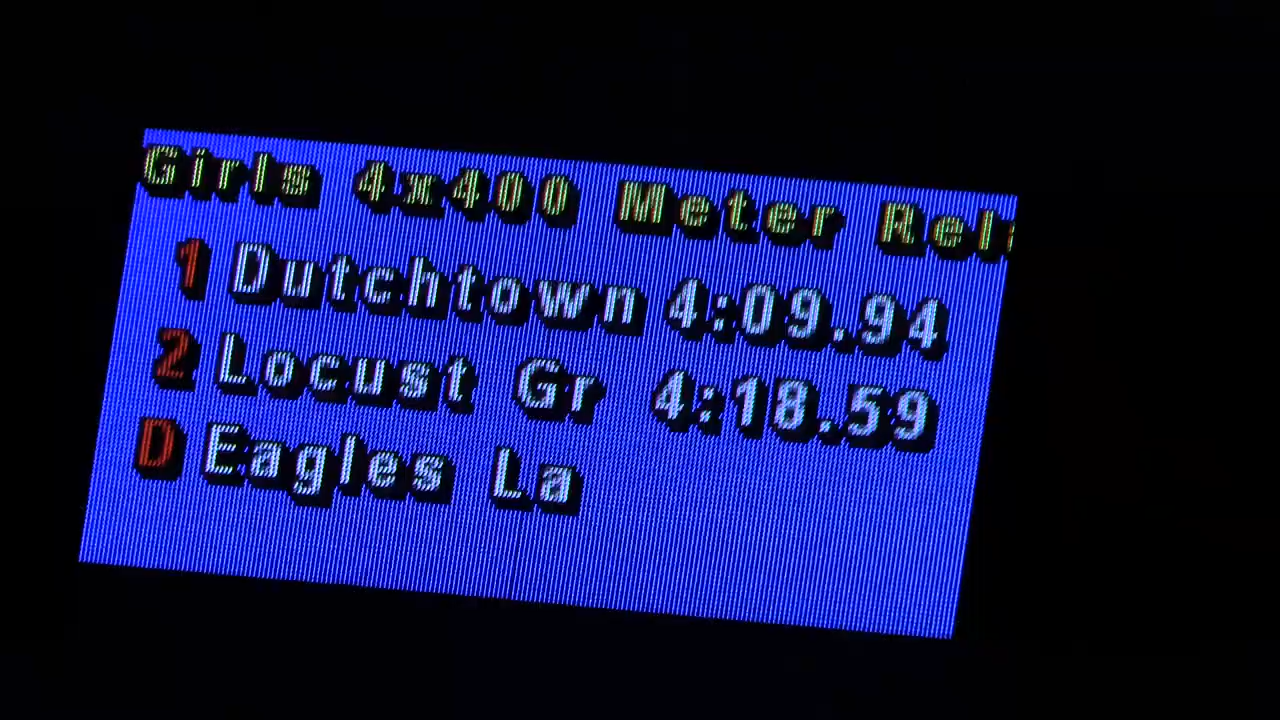 Girls 4x400 Meter Rel
1 Dutchtown 4:09.94
2 Locust Gr 4:18.59
D Eagles La